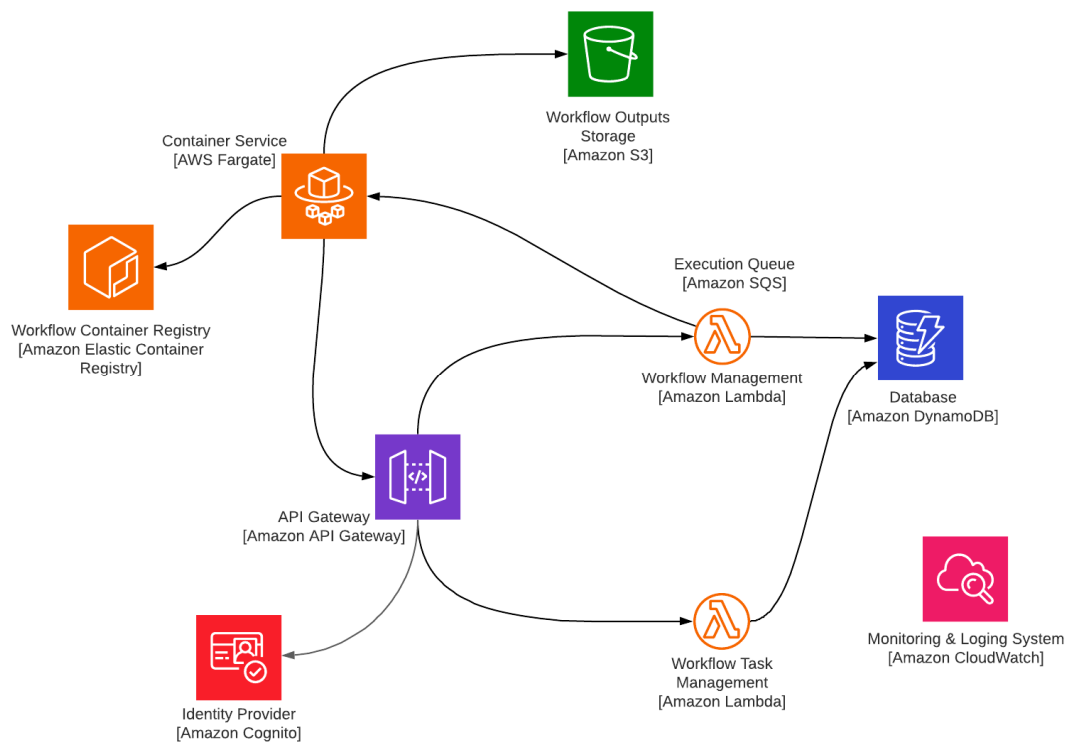 Workflow Outputs
Storage
[Amazon S3]
Container Service
[AWS Fargate]
Workflow Container Registry
[Amazon Elastic Container
Registry]
Execution Queue
[Amazon SQS]
Workflow Management
[Amazon Lambda]
Database
[Amazon DynamoDB]
API Gateway
[Amazon API Gateway]
Monitoring & Loging System
[Amazon CloudWatch]
Workflow Task
Management
[Amazon Lambda]
Identity Provider
[Amazon Cognito]